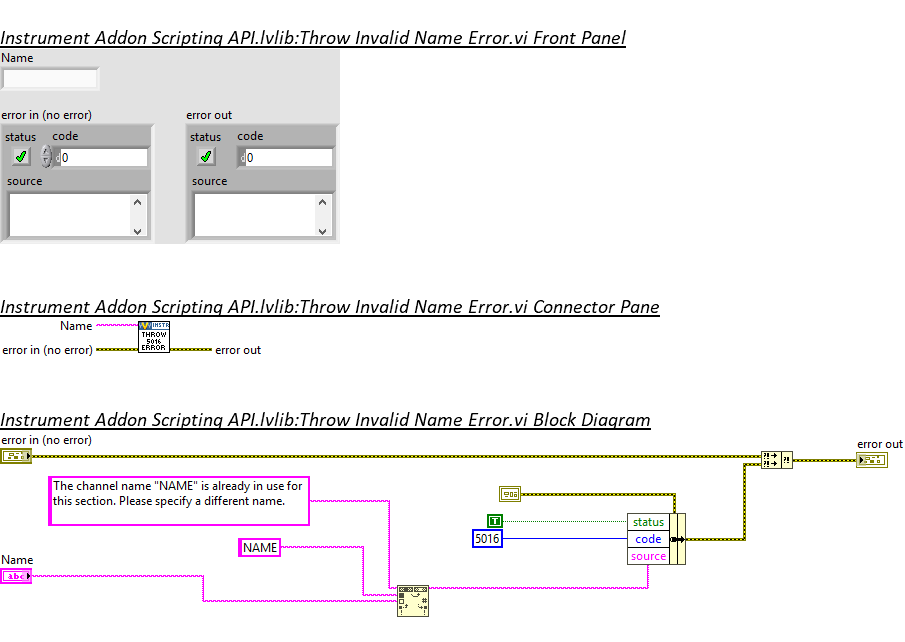 Instrument Addon Scripting API.lvlib:Throw Invalid Name Error.vi Front Panel
Name
error in (no error)
error out
status code
status code
0
0
source
source
Instrument Addon Scripting API.lvlib:Throw Invalid Name Error.vi Connector Pane
Name
INSTR
THROW
5016
ERROR
error in (no error)
error out
Instrument Addon Scripting API.lvlib:Throw Invalid Name Error.vi Block Diagram
error in (no error)
error out
The channel name "NAME" is already in use for
this section. Please specify a different name.
T
status
5016
code
NAME
source
Name
abc